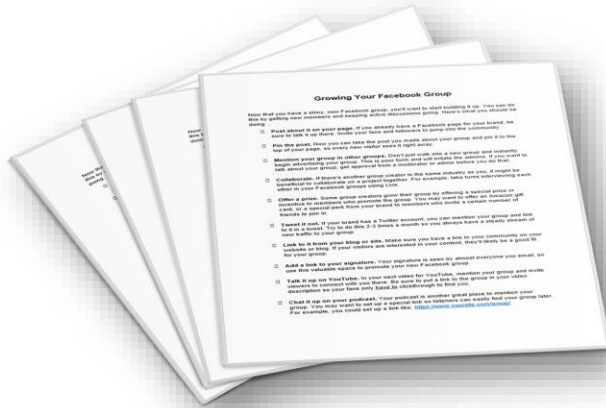 Growing Your Facebook Group
Now that you have a shiny, new Facebook group, you'll want to start building it up. You can do
this by getting new members and keeping active discussions going. Here's what you should be
doing...
Post about it on your page. If you already have a Facebook page for your brand, be
sure to talk it up there. Invite your fans and followers to jump into the community.
Pin the post. Now you can take the post you made about your group and pin it to the
top of your page, so every new visitor sees it right away.
Mention your group in other groups. Don't just walk into a new group and instantly
begin advertising your group. This is poor form and will irritate the admins. If you want to
talk about your group, get approval from a moderator or admin before you do that.
Collaborate. If there's another group creator in the same industry as you, it might be
beneficial to collaborate on a project together. For example, take turns interviewing each
other in your Facebook groups using Live.
Offer a prize. Some group creators grow their group by offering a special prize or
incentive to members who promote the group. You may want to offer an Amazon gift
card, or a special perk from your brand to members who invite a certain number of
friends to join in.
Tweet it out. If your brand has a Twitter account, you can mention your group and link
to it in a tweet. Try to do this 2-3 times a month so you always have a steady stream of
new traffic to your group.
Link to it from your blog or site. Make sure you have a link to your community on your
website or blog. If your visitors are interested in your content, they'll likely be a good fit
for your group.
Add a link to your signature. Your signature is seen by almost everyone you email, so
use this valuable space to promote your new Facebook group.
Talk it up on YouTube. In your next video for YouTube, mention your group and invite
viewers to connect with you there. Be sure to put a link to the group in your video
description so your fans only have to clickthrough to find you.
Chat it up on your podcast. Your podcast is another great place to mention your
group. You may want to set up a special link so listeners can easily find your group later.
For example, you could set up a link like: https://www.yoursite.com/group/